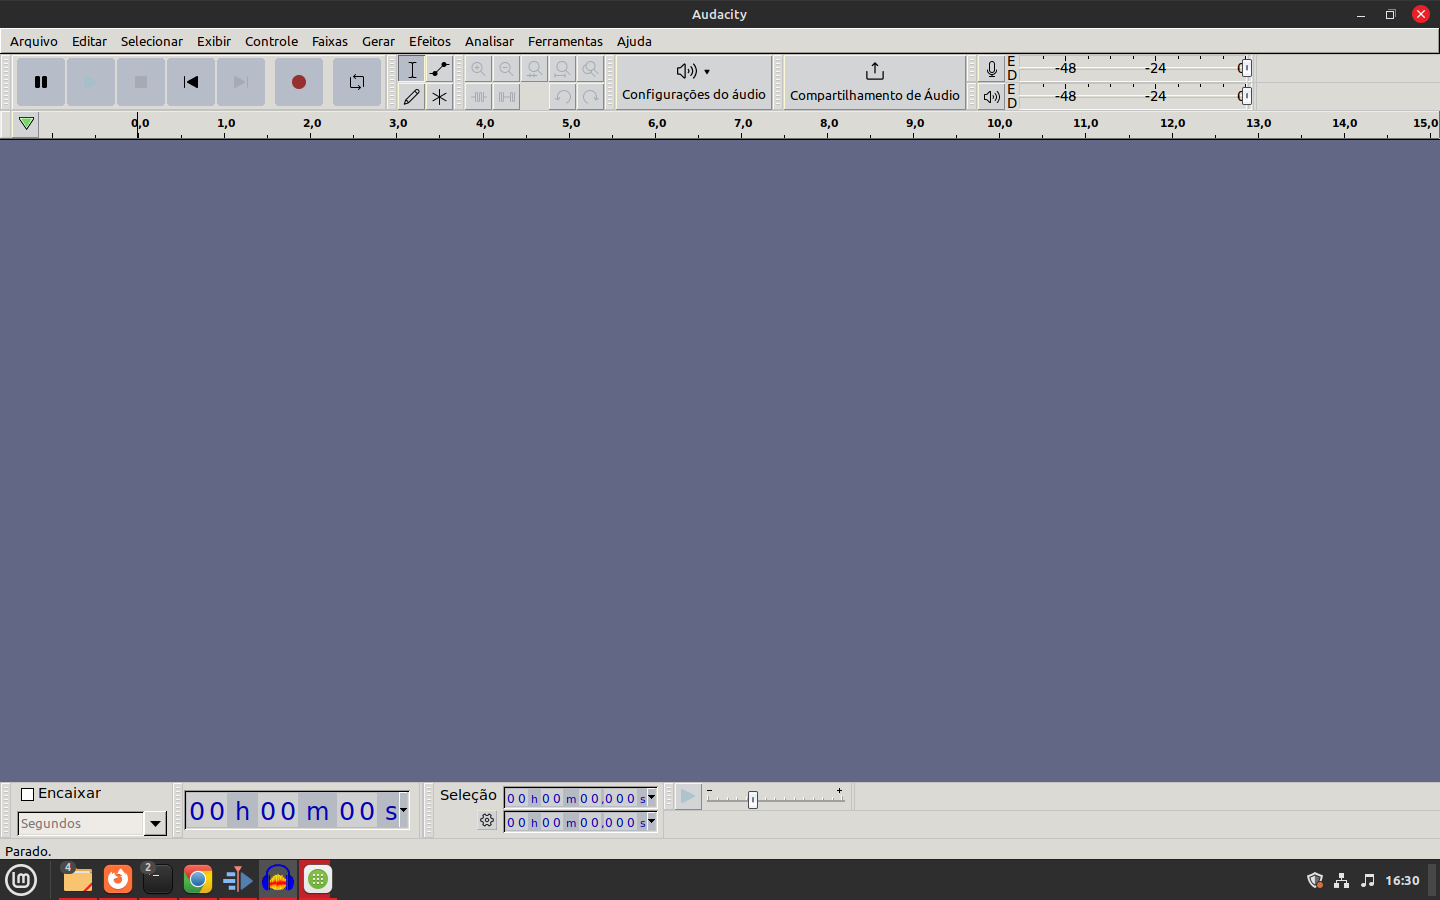 Audacity
Arquivo Editar Selecionar Exibir Controle Faixas Gerar Efeitos Analisar Ferramentas Ajuda
Configurações do áudio
Compartilhamento de Áudio
E
D
-48 -24 0
E
D
-48 -24 0
0,0 1,0 2,0 3,0 4,0 5,0 6,0 7,0 8,0 9,0 10,0 11,0 12,0 13,0 14,0 15,0
Encaixar
Segundos
00 h 00 m 00 s
Seleção
00 h 00 m 00,000 s
00 h 00 m 00,000 s
- +
Parado.
lm
4
2
16:30